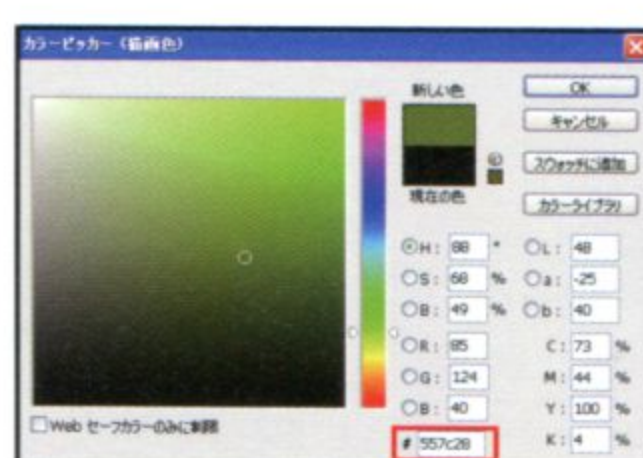 カラーピッカー(描画色)
新しい色
現在の色
OK
キャンセル
スウォッチに追加
カラーライブラリ
H: 88 °
S: 68 %
B: 49 %
R: 85
G: 124
B: 40
# 557c28
L: 48
a: -25
b: 40
C: 73 %
M: 44 %
Y: 100 %
K: 4 %
Web セーフカラーのみに制限